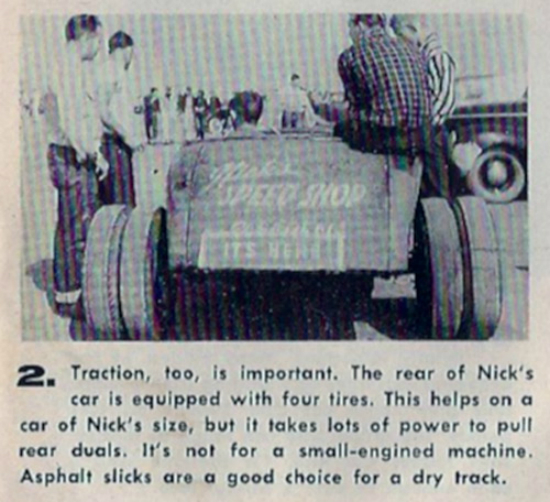 Nick's
SPEED SHOP
IT'S HERE
2. Traction, too, is important. The rear of Nick's
car is equipped with four tires. This helps on a
car of Nick's size, but it takes lots of power to pull
rear duals. It's not for a small-engined machine.
Asphalt slicks are a good choice for a dry track.